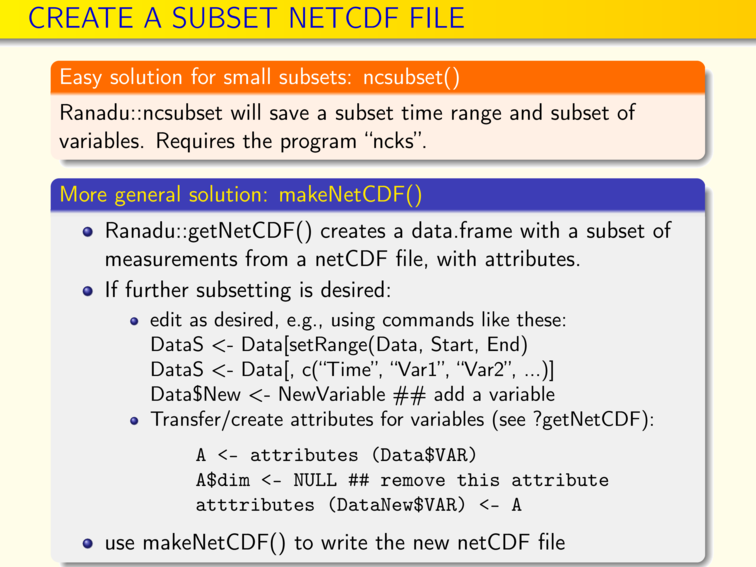 CREATE A SUBSET NETCDF FILE
Easy solution for small subsets: ncsubset()
Ranadu::ncsubset will save a subset time range and subset of
variables. Requires the program “ncks”.
More general solution: makeNetCDF()
Ranadu::getNetCDF() creates a data.frame with a subset of
measurements from a netCDF file, with attributes.
If further subsetting is desired:
edit as desired, e.g., using commands like these:
DataS <- Data[setRange(Data, Start, End)
DataS <- Data[, c(“Time”, “Var1”, “Var2”, ...)]
Data$New <- NewVariable ## add a variable
Transfer/create attributes for variables (see ?getNetCDF):
A <- attributes (Data$VAR)
A$dim <- NULL ## remove this attribute
atttributes (DataNew$VAR) <- A
use makeNetCDF() to write the new netCDF file